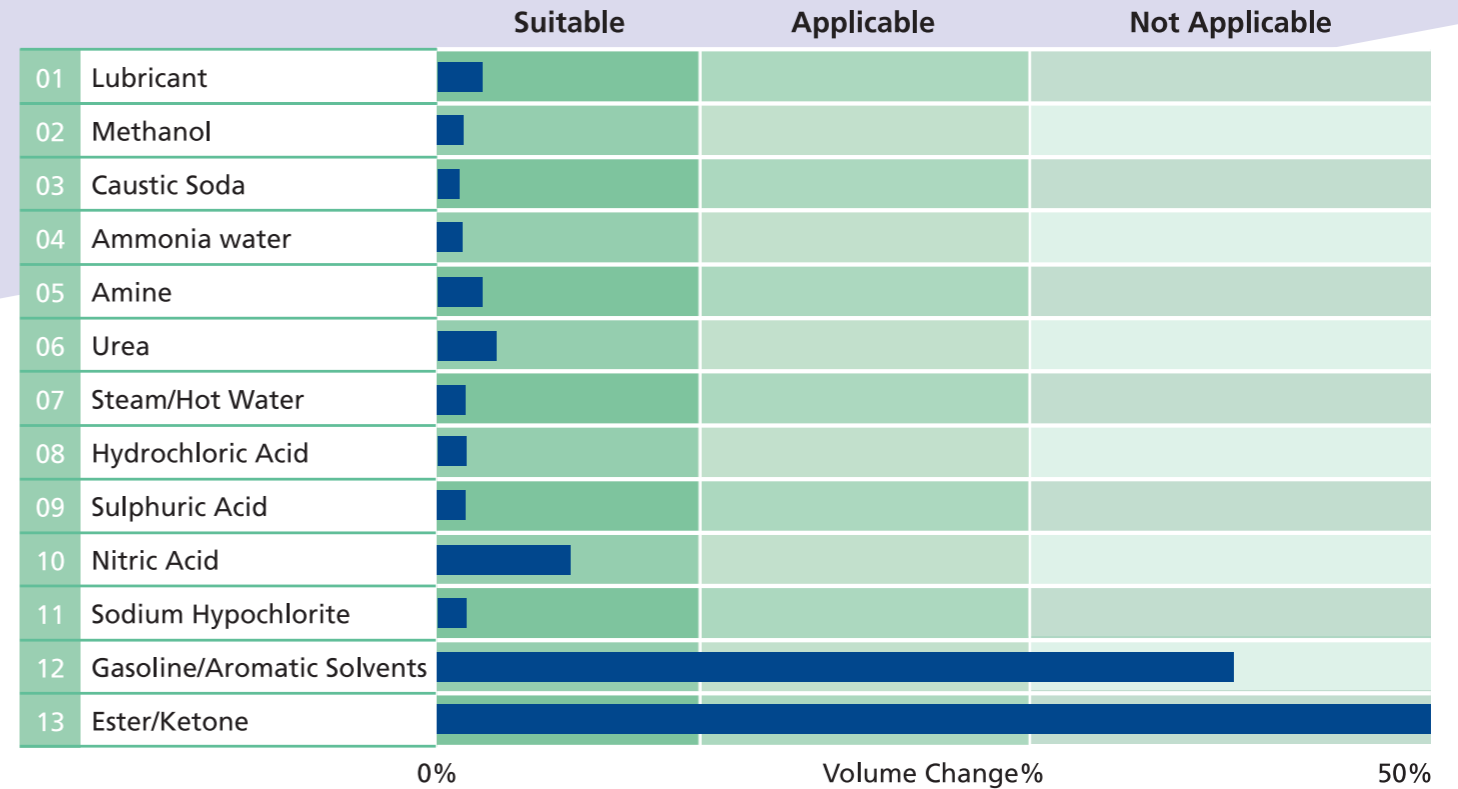 Suitable Applicable Not Applicable
01 Lubricant
02 Methanol
03 Caustic Soda
04 Ammonia water
05 Amine
06 Urea
07 Steam/Hot Water
08 Hydrochloric Acid
09 Sulphuric Acid
10 Nitric Acid
11 Sodium Hypochlorite
12 Gasoline/Aromatic Solvents
13 Ester/Ketone
0% Volume Change% 50%